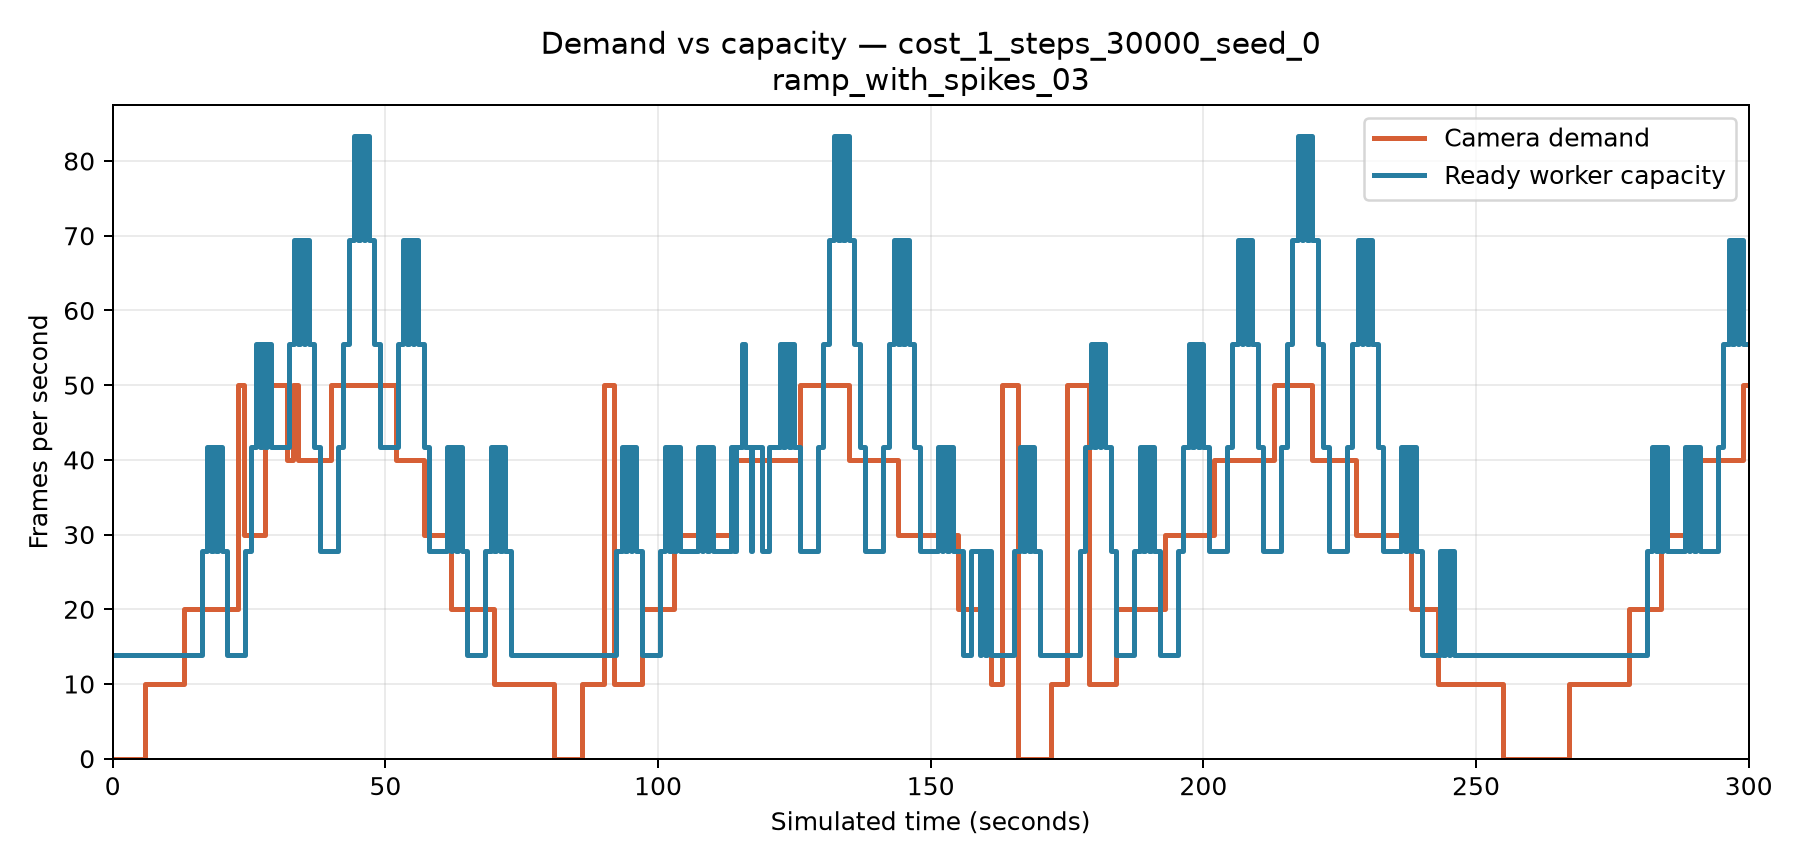 Demand vs capacity — cost_1_steps_30000_seed_0
ramp_with_spikes_03
Camera demand
Ready worker capacity
Frames per second
80
70
60
50
40
30
20
10
0
0 50 100 150 200 250 300
Simulated time (seconds)